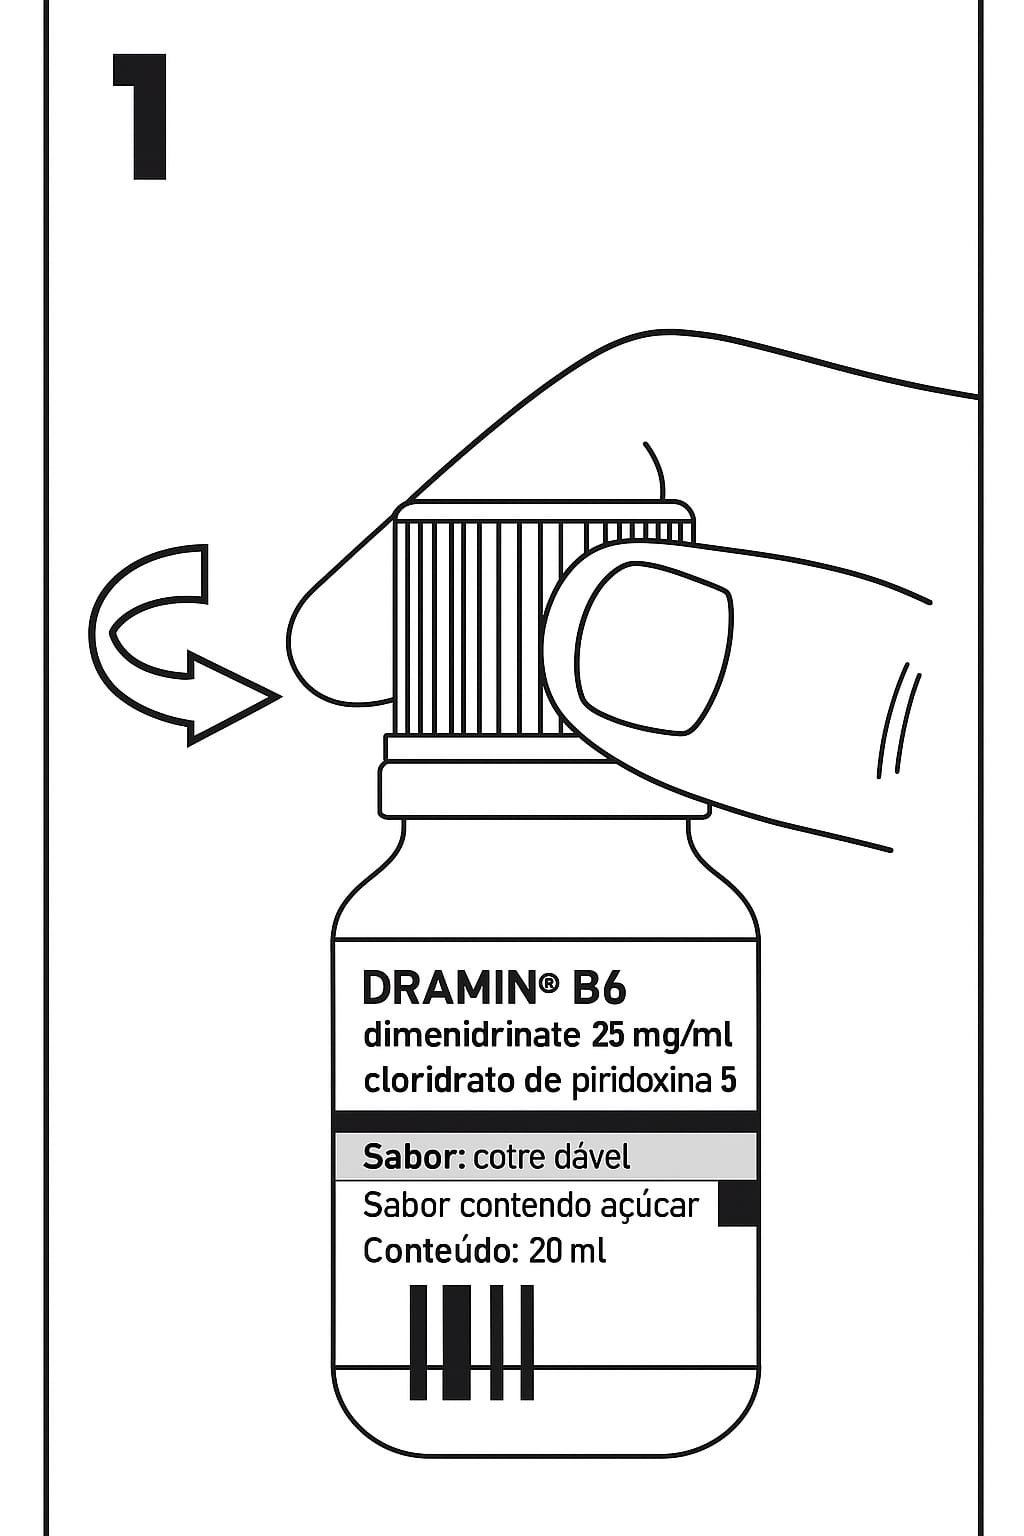 1
DRAMIN® B6
dimenidrinate 25 mg/ml
cloridrato de piridoxina 5
Sabor: cotre dável
Sabor contendo açúcar
Conteúdo: 20 ml